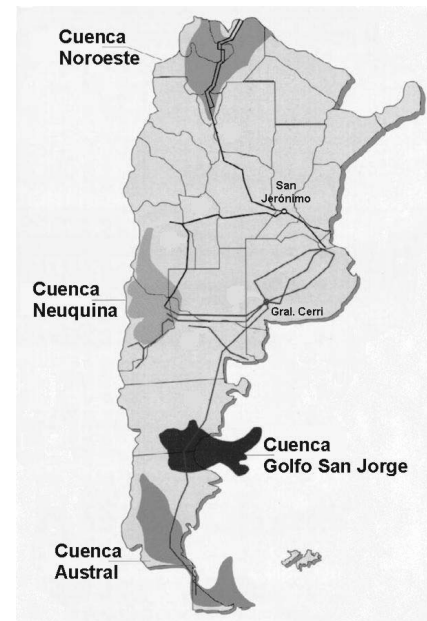 Cuenca
Noroeste
San
Jerónimo
Cuenca
Neuquina
Gral. Cerri
Cuenca
Golfo San Jorge
Cuenca
Austral